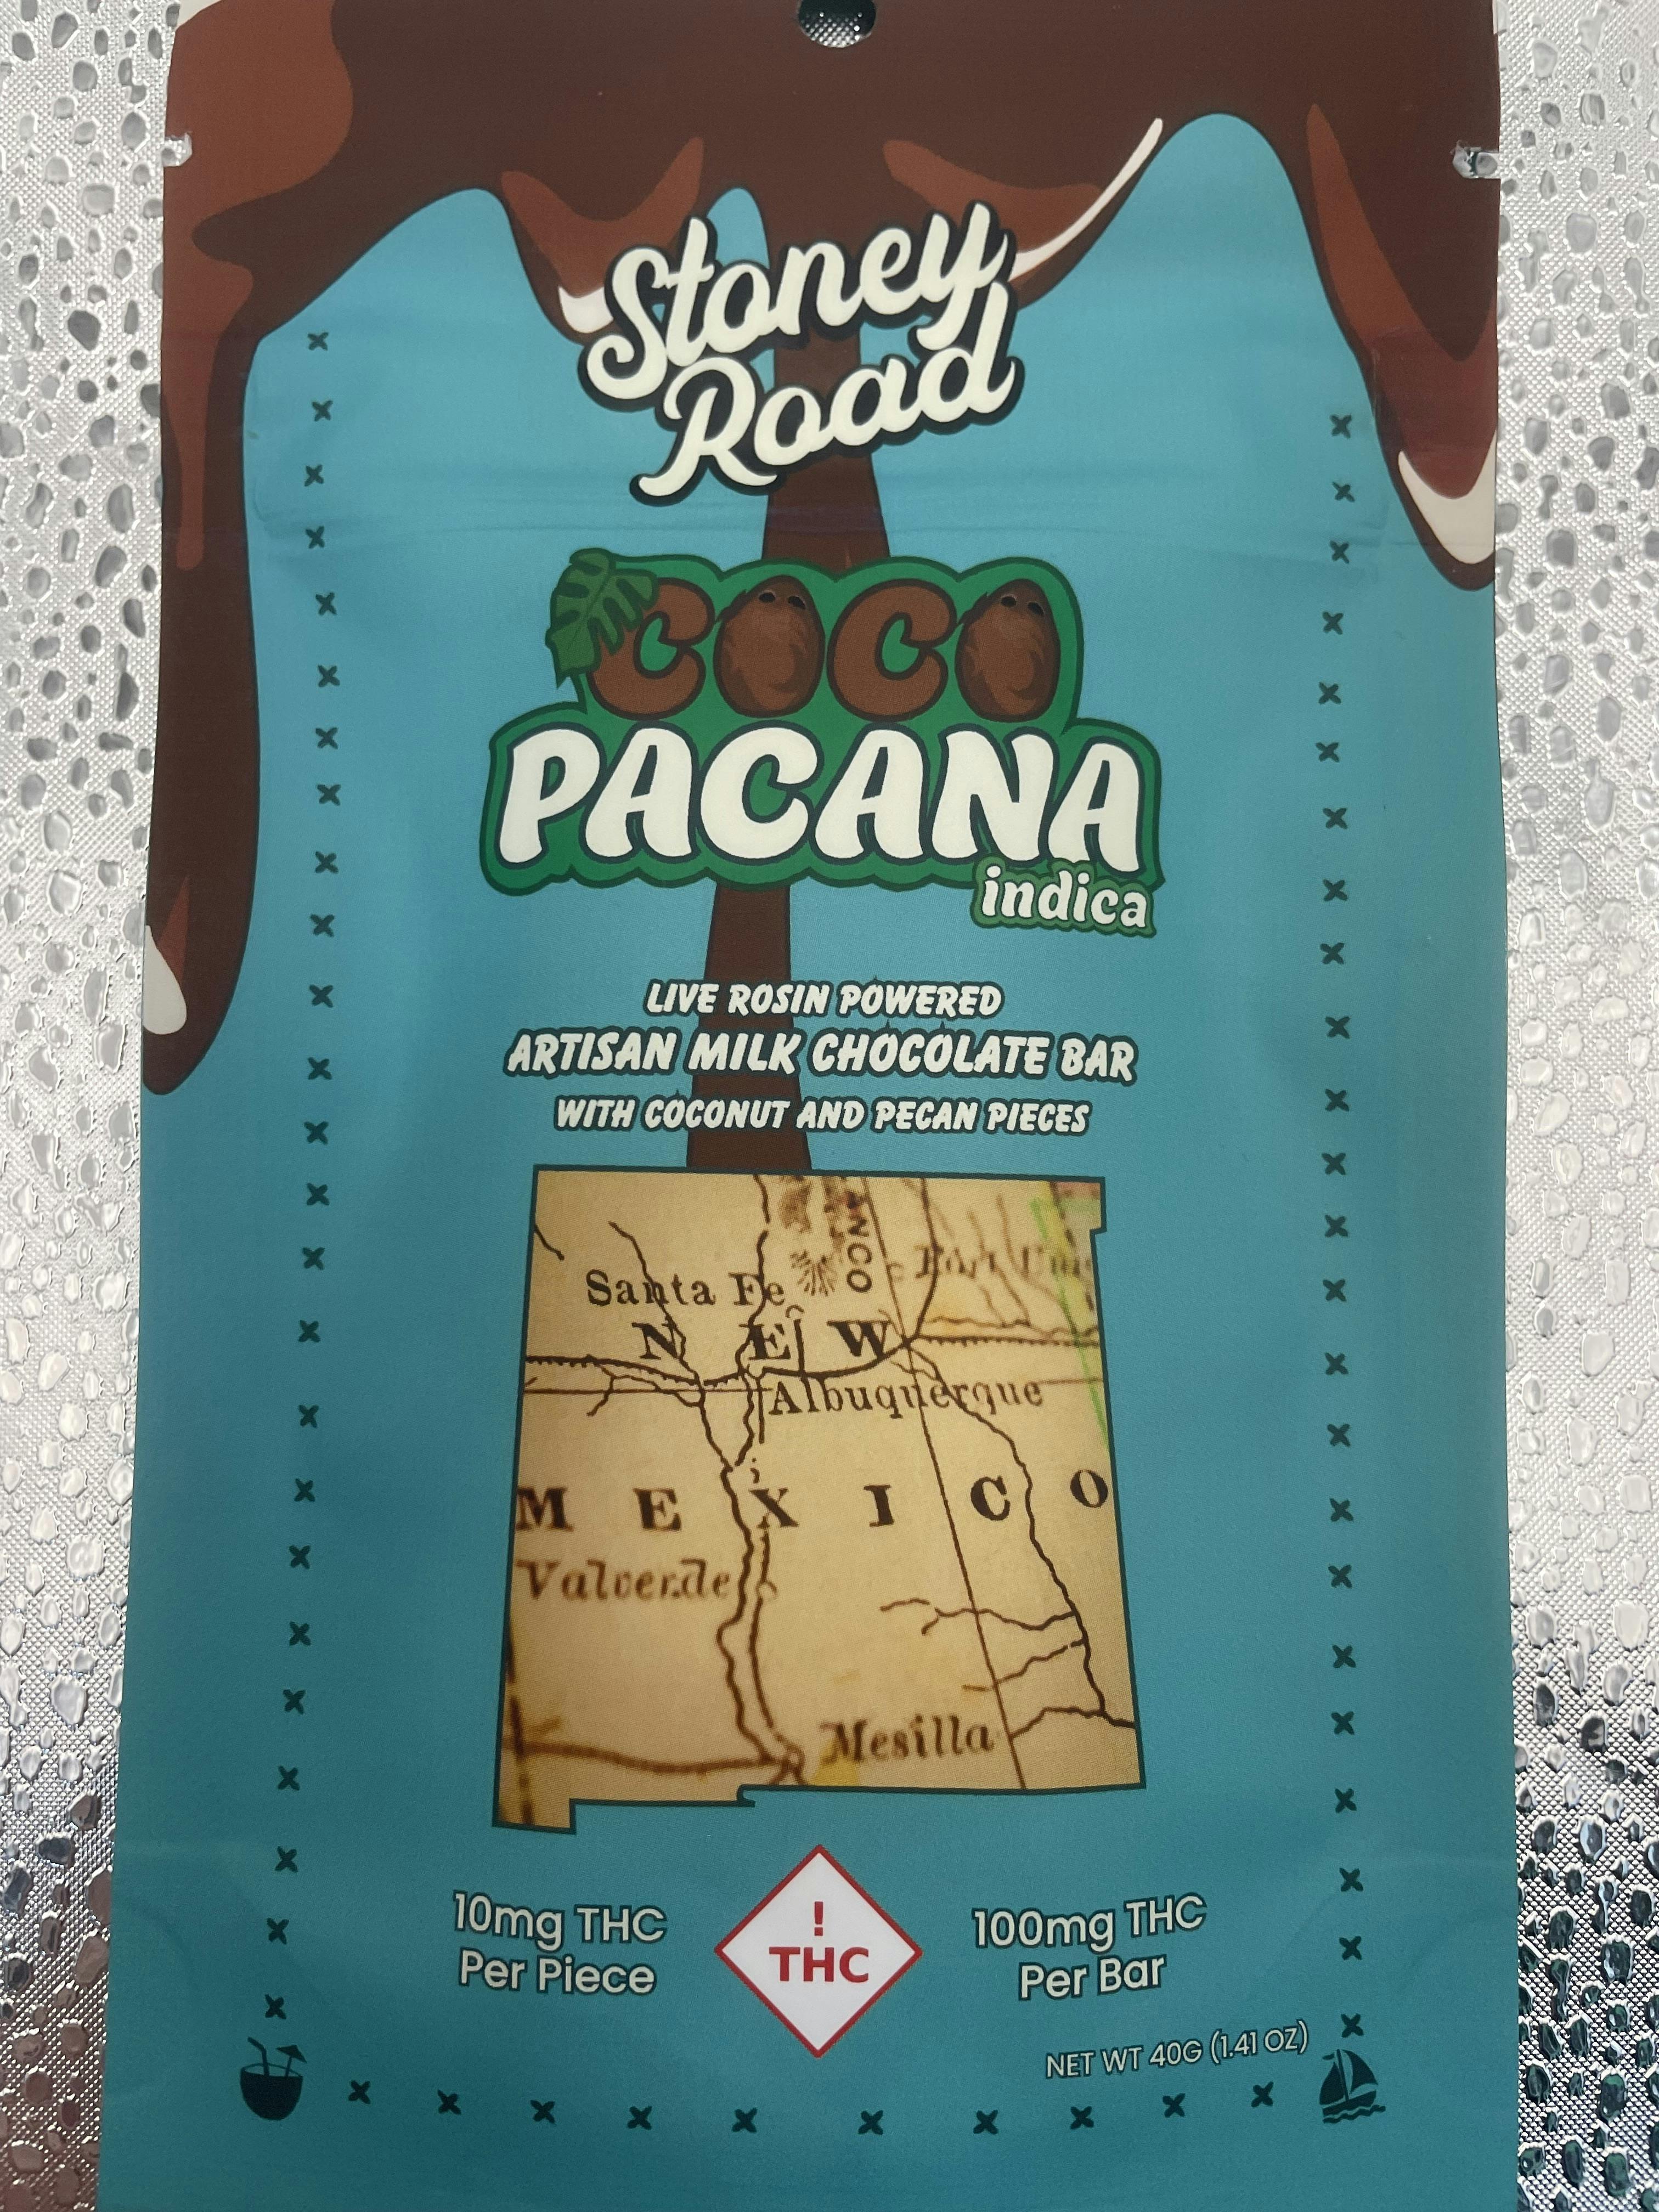 Stoney
Road
COCO
PACANA
indica
LIVE ROSIN POWERED
ARTISAN MILK CHOCOLATE BAR
WITH COCONUT AND PECAN PIECES
NCO
Fort
Santa Fe
NEW
Albuquerque
MEXICO
Valverde
Mesilla
10mg THC
Per Piece
!
THC
100mg THC
Per Bar
NET WT 40G (1.41 OZ)